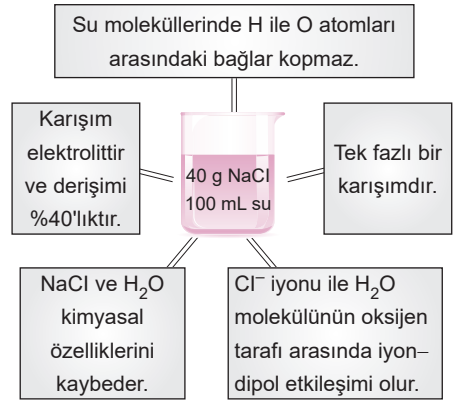 Su moleküllerinde H ile O atomları
arasındaki bağlar kopmaz.
Karışım
elektrolittir
ve derişimi
%40'lıktır.
40 g NaCl
100 mL su
Tek fazlı bir
karışımdır.
NaCl ve H₂O
kimyasal
özelliklerini
kaybeder.
Cl⁻ iyonu ile H₂O
molekülünün oksijen
tarafı arasında iyon–
dipol etkileşimi olur.